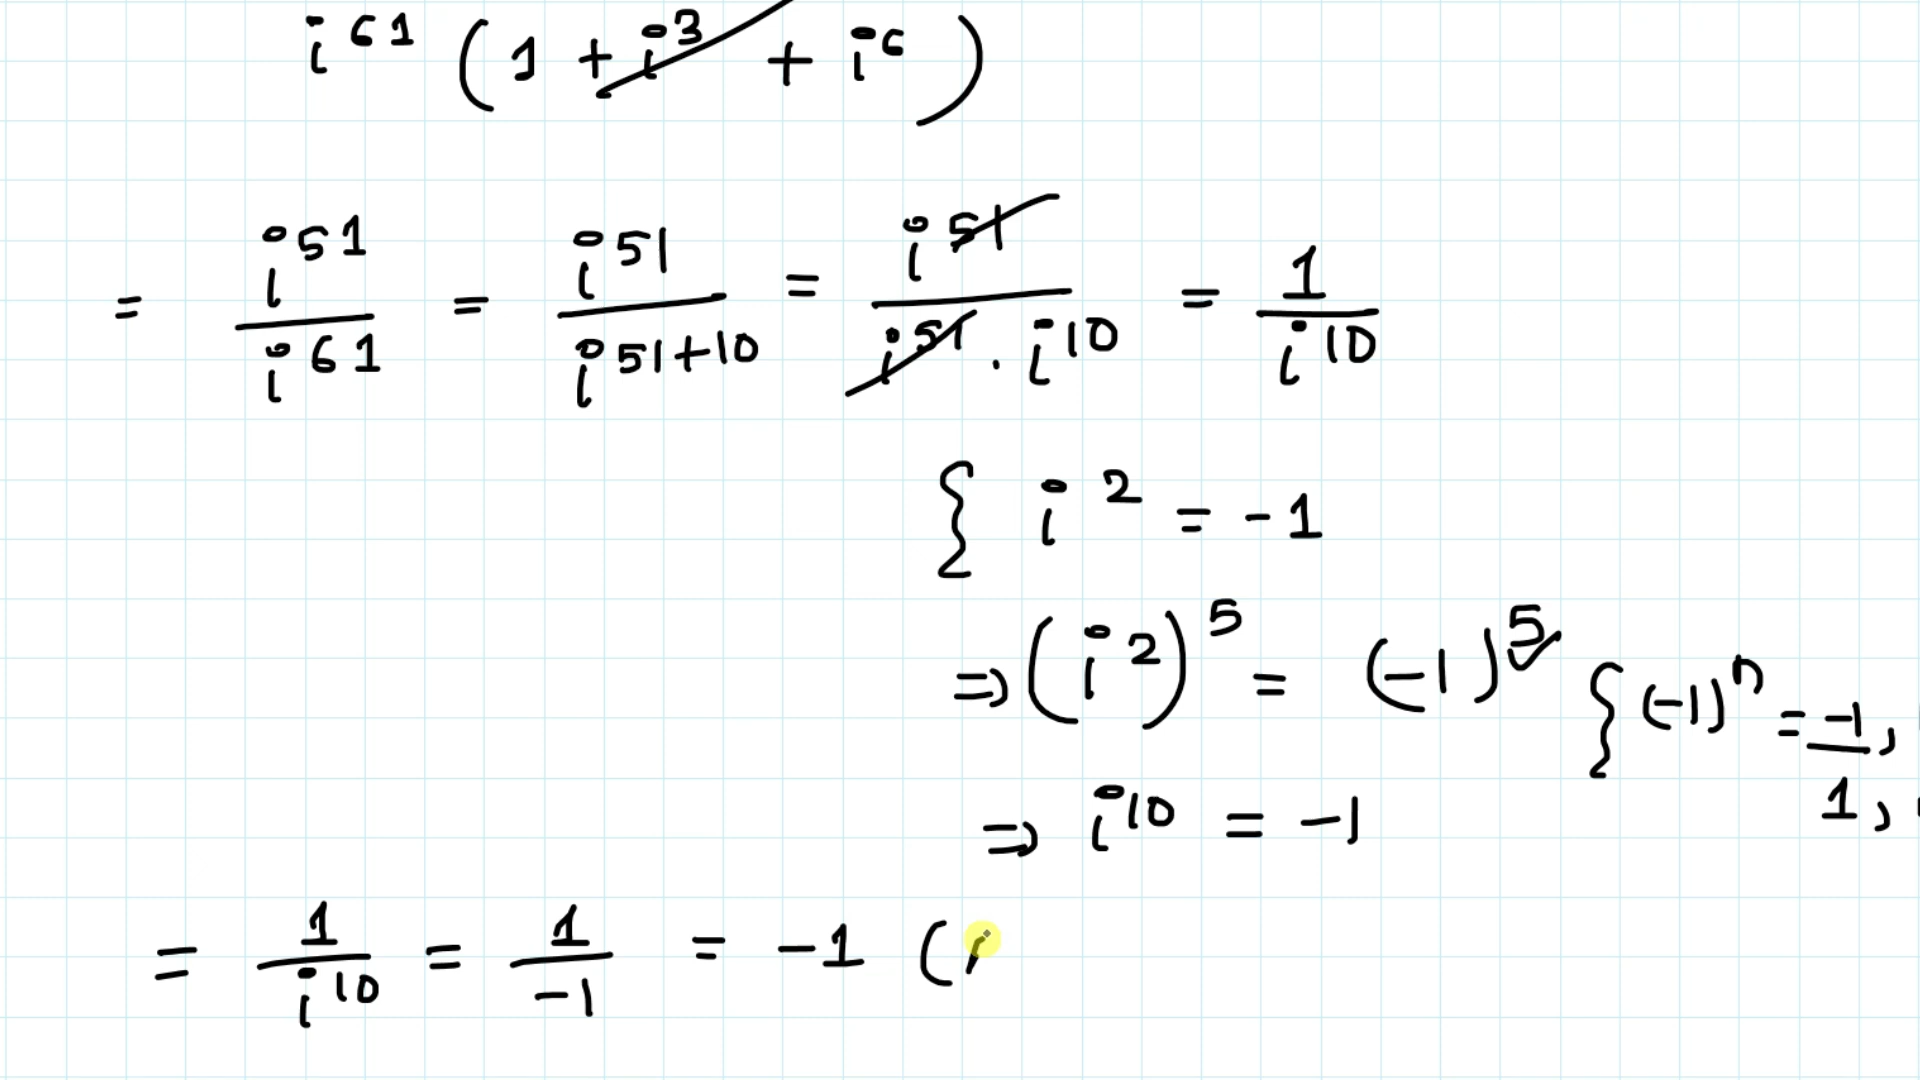 i^61 (1 + i^3 + i^6)
= i^51 / i^61 = i^51 / i^51+10 = i^51 / i^51 . i^10 = 1 / i^10
{ i^2 = -1
⇒ (i^2)^5 = (-1)^5 { (-1)^n = -1,
1,
⇒ i^10 = -1
= 1 / i^10 = 1 / -1 = -1 (